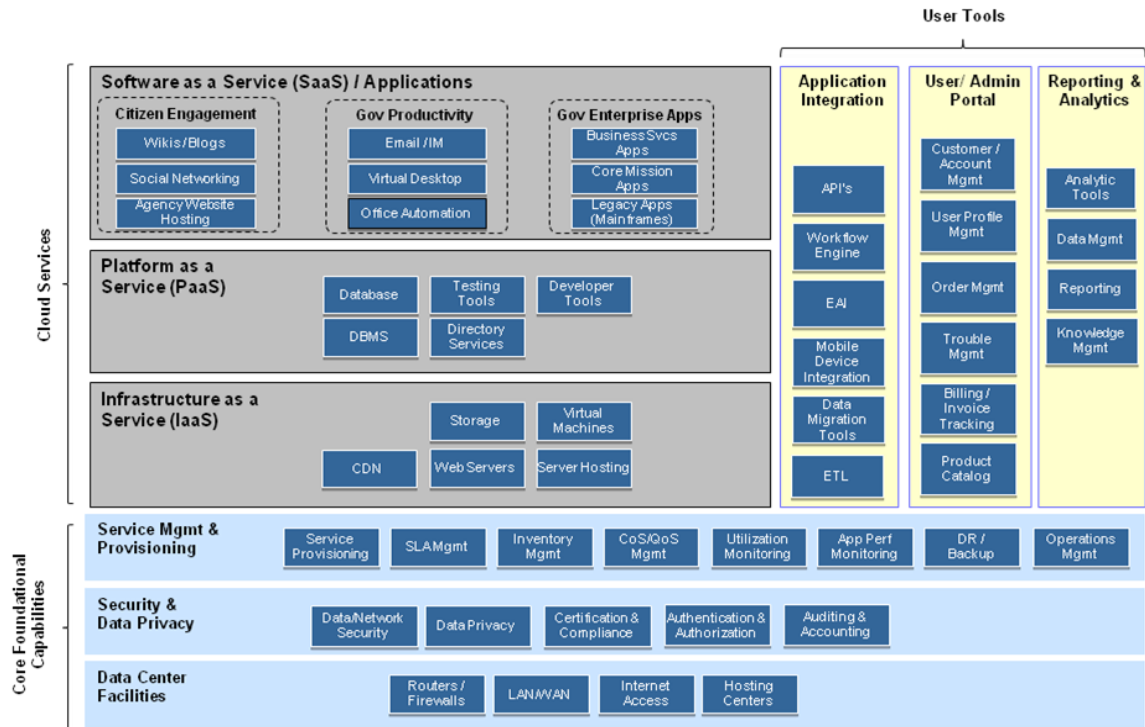 User Tools
Cloud Services
Software as a Service (SaaS) / Applications
Citizen Engagement
Wikis / Blogs
Social Networking
Agency Website
Hosting
Gov Productivity
Email / IM
Virtual Desktop
Office Automation
Gov Enterprise Apps
Business Svcs
Apps
Core Mission
Apps
Legacy Apps
(Mainframes)
Platform as a
Service (PaaS)
Database
Testing
Tools
Developer
Tools
DBMS
Directory
Services
Infrastructure as a
Service (IaaS)
Storage
Virtual
Machines
CDN
Web Servers
Server Hosting
Application
Integration
API's
Workflow
Engine
EAI
Mobile
Device
Integration
Data
Migration
Tools
ETL
User/ Admin
Portal
Customer /
Account
Mgmt
User Profile
Mgmt
Order Mgmt
Trouble
Mgmt
Billing /
Invoice
Tracking
Product
Catalog
Reporting &
Analytics
Analytic
Tools
Data Mgmt
Reporting
Knowledge
Mgmt
Core Foundational
Capabilities
Service Mgmt &
Provisioning
Service
Provisioning
SLA Mgmt
Inventory
Mgmt
CoS/QoS
Mgmt
Utilization
Monitoring
App Perf
Monitoring
DR /
Backup
Operations
Mgmt
Security &
Data Privacy
Data/Network
Security
Data Privacy
Certification &
Compliance
Authentication &
Authorization
Auditing &
Accounting
Data Center
Facilities
Routers /
Firewalls
LAN/WAN
Internet
Access
Hosting
Centers